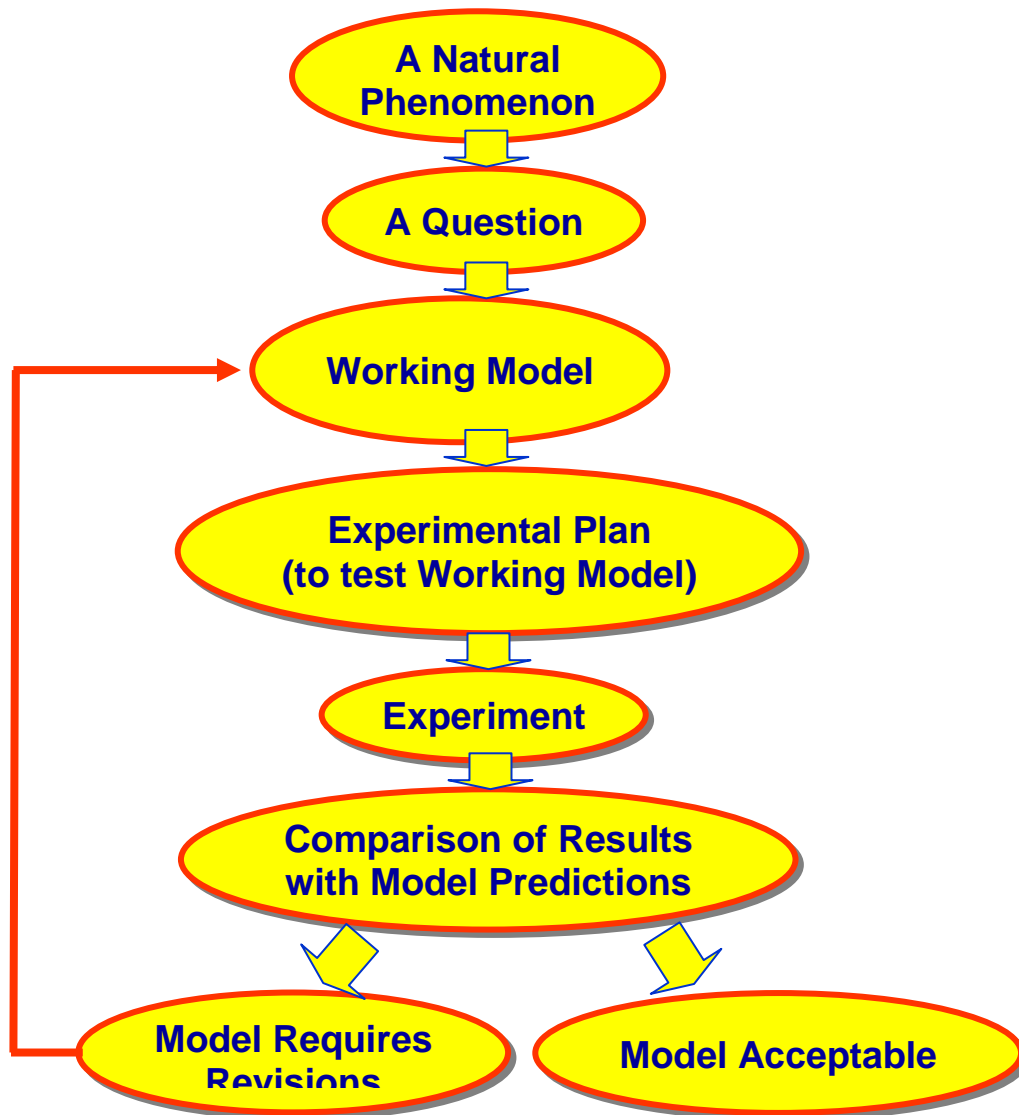 A Natural
Phenomenon
A Question
Working Model
Experimental Plan
(to test Working Model)
Experiment
Comparison of Results
with Model Predictions
Model Requires
Revisions
Model Acceptable